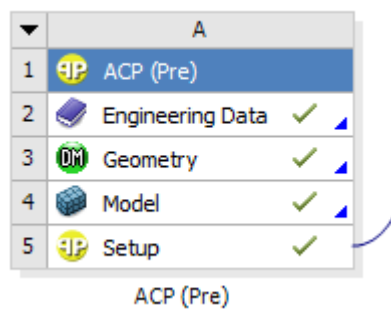 A
1 ACP (Pre)
2 Engineering Data
3 DM Geometry
4 Model
5 Setup
ACP (Pre)